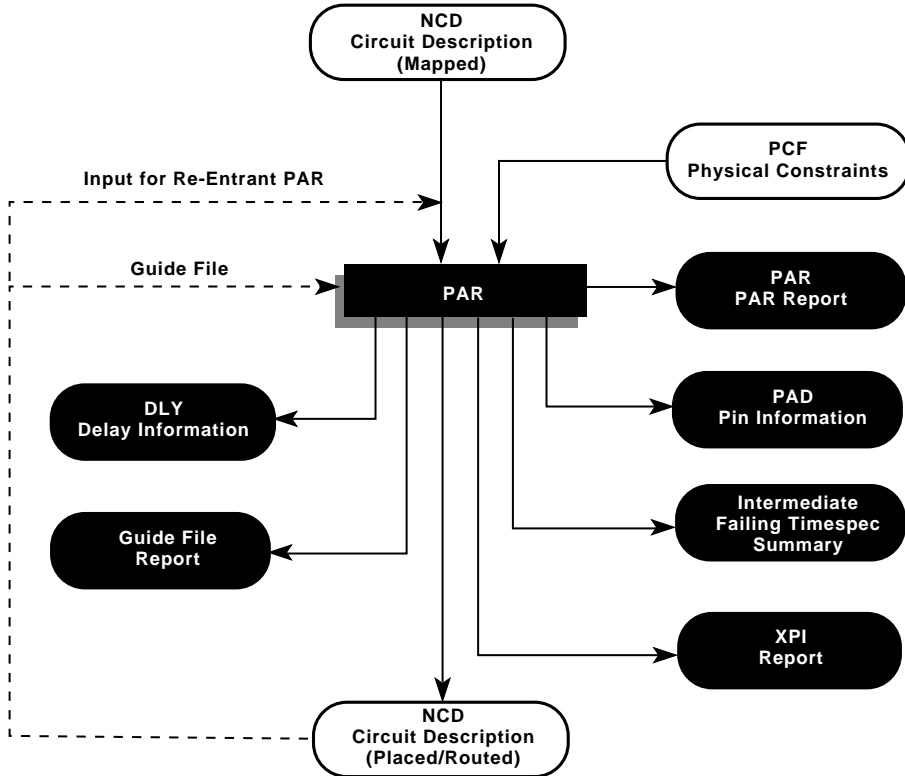 NCD
Circuit Description
(Mapped)
PCF
Physical Constraints
Input for Re-Entrant PAR
Guide File
PAR
PAR
PAR Report
DLY
Delay Information
PAD
Pin Information
Guide File
Report
Intermediate
Failing Timespec
Summary
XPI
Report
NCD
Circuit Description
(Placed/Routed)